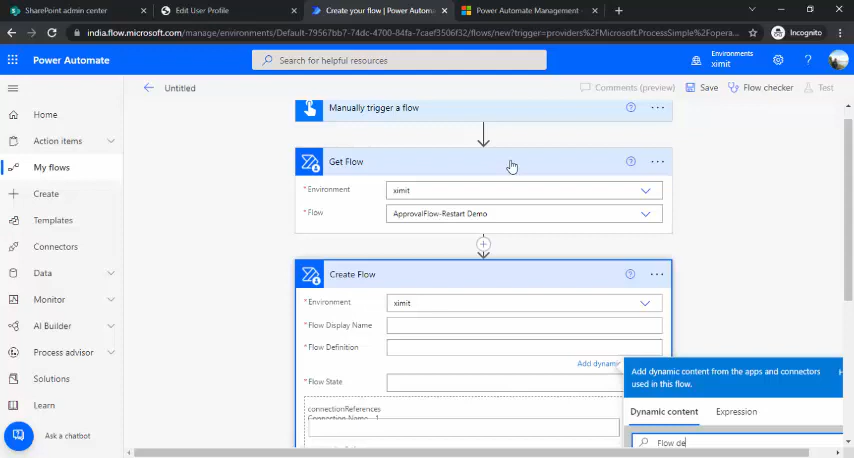 SharePoint admin center
Edit User Profile
Create your flow | Power Automate
Power Automate Management -
india.flow.microsoft.com/manage/environments/Default-79567bb7-74dc-4700-84fa-7caef3506f32/flows/new?trigger=providers%2FMicrosoft.ProcessSimple%2Fopera...
Incognito
Power Automate
Search for helpful resources
Environments
ximit
Untitled
Comments (preview)
Save
Flow checker
Test
Home
Action items
My flows
Create
Templates
Connectors
Data
Monitor
AI Builder
Process advisor
Solutions
Learn
Ask a chatbot
Manually trigger a flow
Get Flow
* Environment
ximit
* Flow
ApprovalFlow-Restart Demo
Create Flow
* Environment
ximit
* Flow Display Name
* Flow Definition
Add dynami
* Flow State
connectionReferences
Connection Name - 1
Add dynamic content from the apps and connectors
used in this flow.
Dynamic content
Expression
Flow de